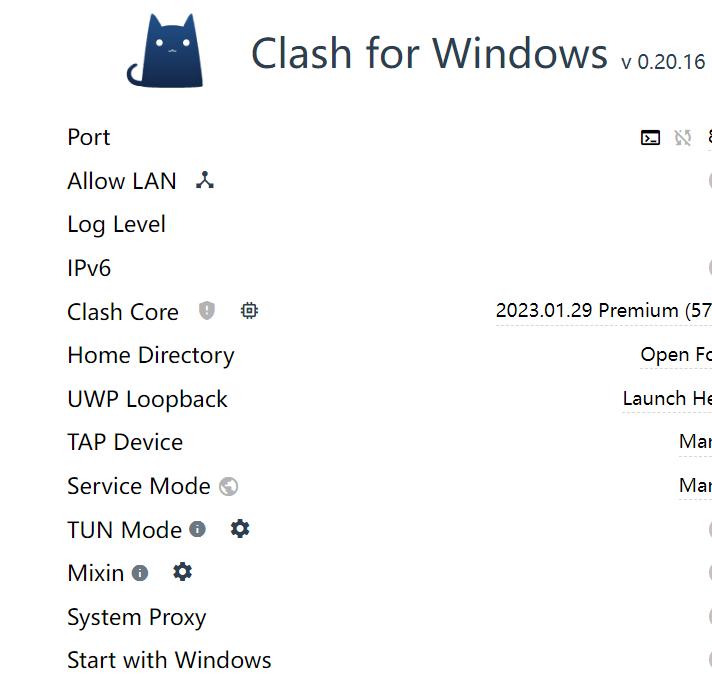 Clash for Windows v 0.20.16
Port
Allow LAN
Log Level
IPv6
Clash Core 2023.01.29 Premium (57
Home Directory Open Fo
UWP Loopback Launch He
TAP Device Man
Service Mode Man
TUN Mode
Mixin
System Proxy
Start with Windows